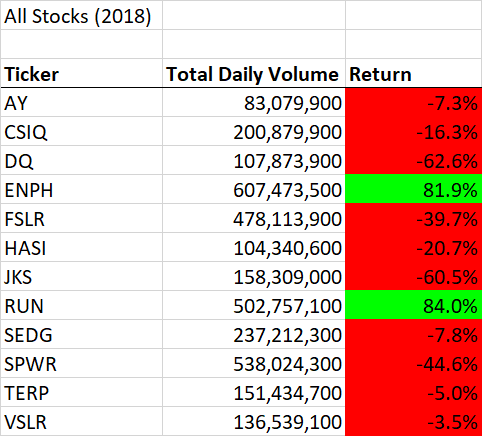 All Stocks (2018)
Ticker Total Daily Volume Return
AY 83,079,900 -7.3%
CSIQ 200,879,900 -16.3%
DQ 107,873,900 -62.6%
ENPH 607,473,500 81.9%
FSLR 478,113,900 -39.7%
HASI 104,340,600 -20.7%
JKS 158,309,000 -60.5%
RUN 502,757,100 84.0%
SEDG 237,212,300 -7.8%
SPWR 538,024,300 -44.6%
TERP 151,434,700 -5.0%
VSLR 136,539,100 -3.5%